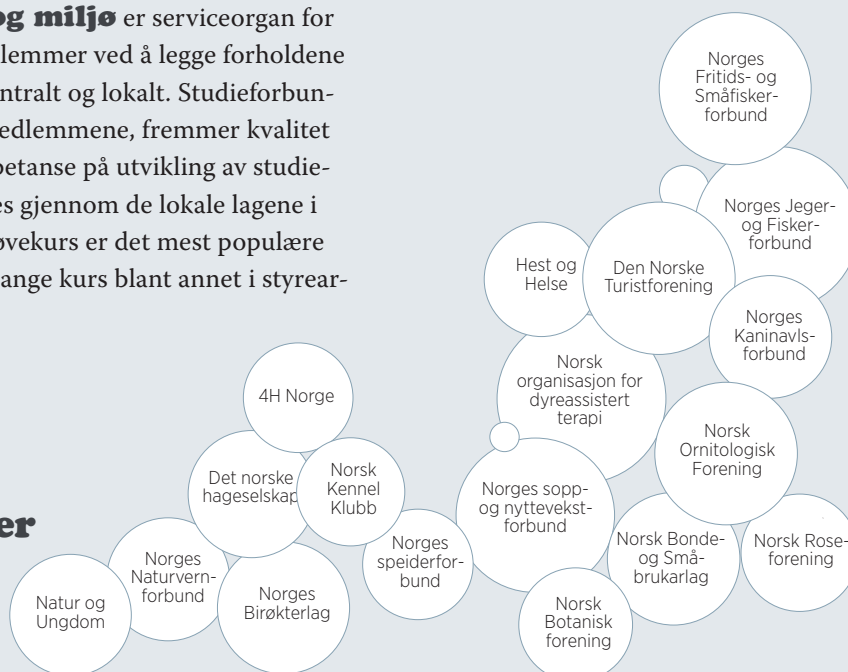 og miljø er serviceorgan for
lemmer ved å legge forholdene
ntralt og lokalt. Studieforbun-
edlemmene, fremmer kvalitet
petanse på utvikling av studie-
es gjennom de lokale lagene i
øvekurs er det mest populære
ange kurs blant annet i styrear-
er
Norges
Fritids- og
Småfisker-
forbund
Norges Jeger-
og Fisker-
forbund
Hest og
Helse
Den Norske
Turistforening
Norges
Kaninavls-
forbund
Norsk
organisasjon for
dyreassistert
terapi
4H Norge
Norsk
Ornitologisk
Forening
Det norske
hageselskap
Norsk
Kennel
Klubb
Norges sopp-
og nyttevekst-
forbund
Norges
speiderfor-
bund
Norsk Bonde-
og Små-
brukarlag
Norsk Rose-
forening
Norges
Naturvern-
forbund
Norges
Birøkterlag
Natur og
Ungdom
Norsk
Botanisk
forening